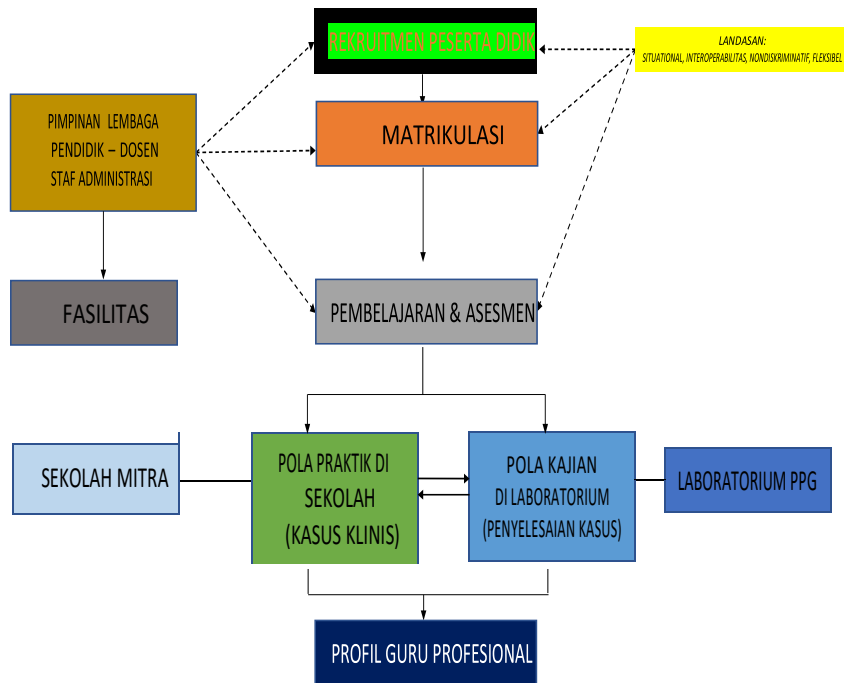 REKRUITMEN PESERTA DIDIK
LANDASAN:
SITUATIONAL, INTEROPERABILITAS, NONDISKRIMINATIF, FLEKSIBEL
PIMPINAN LEMBAGA
PENDIDIK – DOSEN
STAF ADMINISTRASI
MATRIKULASI
FASILITAS
PEMBELAJARAN & ASESMEN
SEKOLAH MITRA
POLA PRAKTIK DI
SEKOLAH
(KASUS KLINIS)
POLA KAJIAN
DI LABORATORIUM
(PENYELESAIAN KASUS)
LABORATORIUM PPG
PROFIL GURU PROFESIONAL